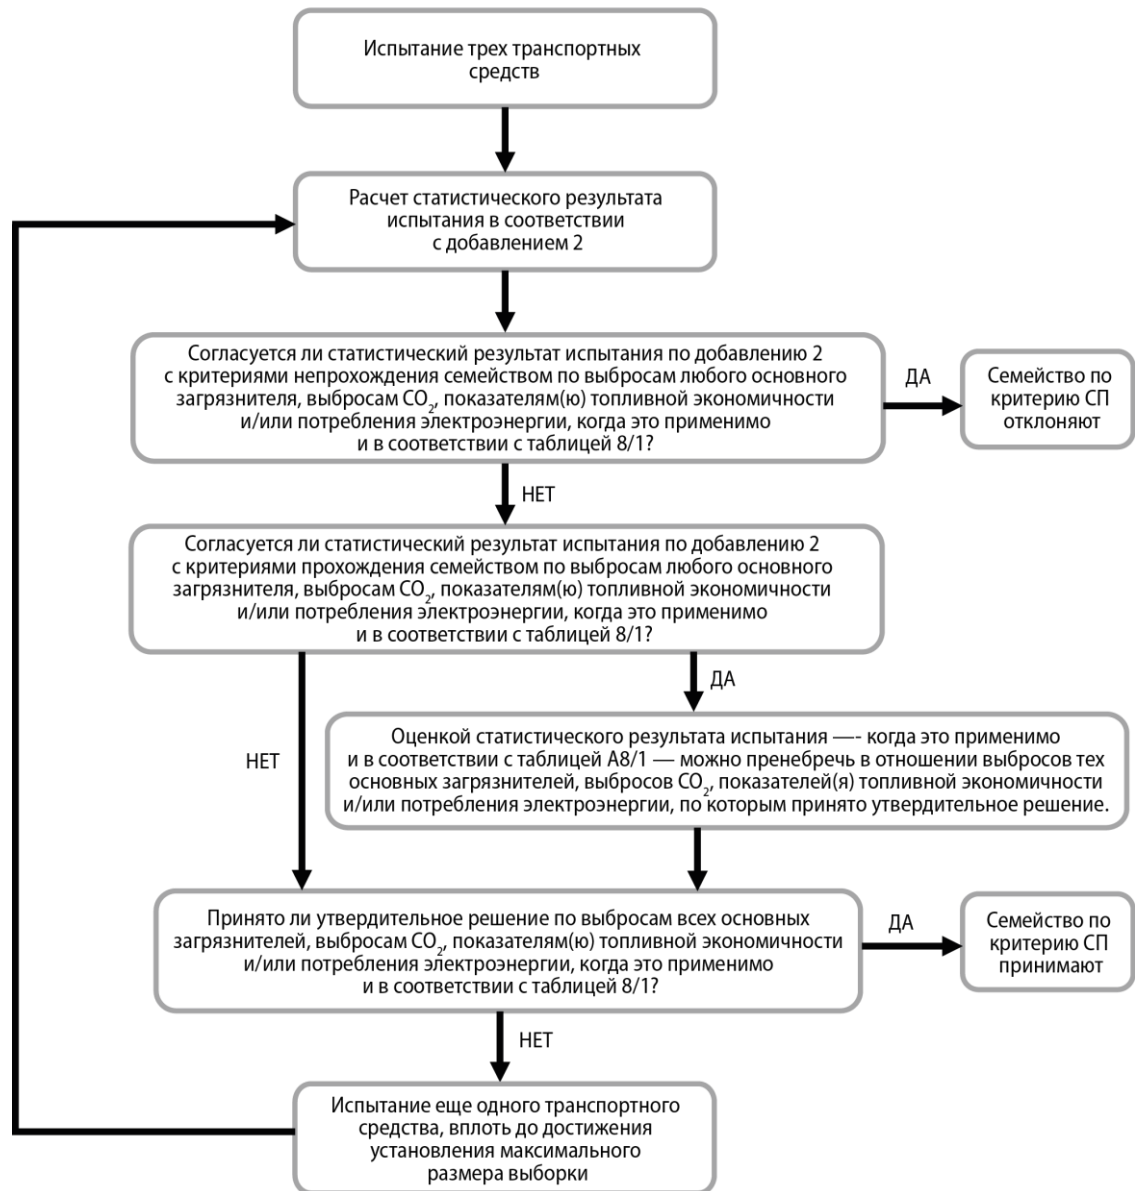 Испытание трех транспортных
средств
Расчет статистического результата
испытания в соответствии
с добавлением 2
Согласуется ли статистический результат испытания по добавлению 2
с критериями непрохождения семейством по выбросам любого основного
загрязнителя, выбросам CO₂, показателям(ю) топливной экономичности
и/или потребления электроэнергии, когда это применимо
и в соответствии с таблицей 8/1?
ДА
Семейство по
критерию СП
отклоняют
НЕТ
Согласуется ли статистический результат испытания по добавлению 2
с критериями прохождения семейством по выбросам любого основного
загрязнителя, выбросам CO₂, показателям(ю) топливной экономичности
и/или потребления электроэнергии, когда это применимо
и в соответствии с таблицей 8/1?
ДА
НЕТ
Оценкой статистического результата испытания —- когда это применимо
и в соответствии с таблицей A8/1 — можно пренебречь в отношении выбросов тех
основных загрязнителей, выбросов CO₂, показателей(я) топливной экономичности
и/или потребления электроэнергии, по которым принято утвердительное решение.
Принято ли утвердительное решение по выбросам всех основных
загрязнителей, выбросам CO₂, показателям(ю) топливной экономичности
и/или потребления электроэнергии, когда это применимо
и в соответствии с таблицей 8/1?
ДА
Семейство по
критерию СП
принимают
НЕТ
Испытание еще одного транспортного
средства, вплоть до достижения
установления максимального
размера выборки